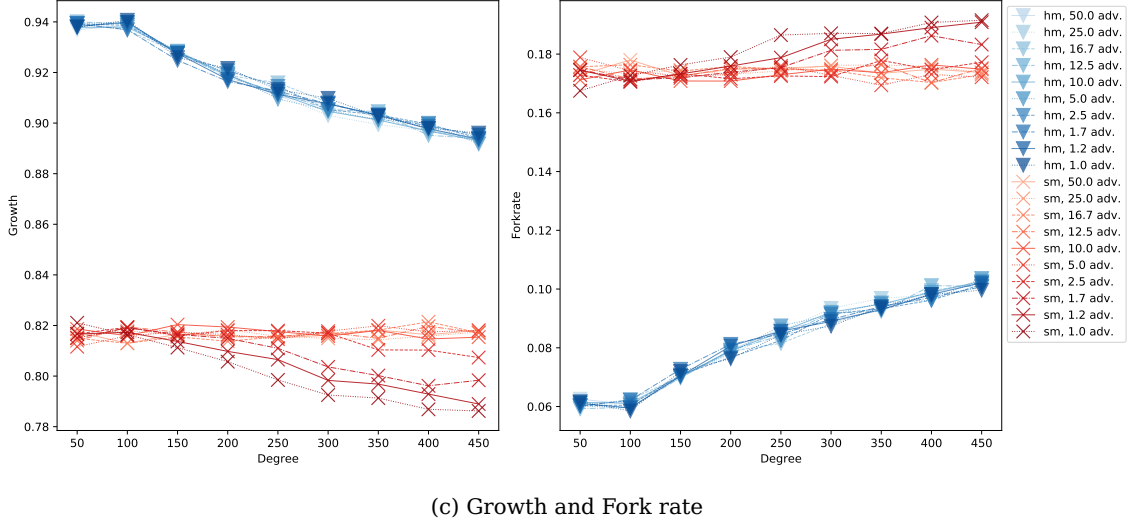 0.94
0.92
0.90
0.88
0.86
0.84
0.82
0.80
0.78
Growth
50 100 150 200 250 300 350 400 450
Degree
0.18
0.16
0.14
0.12
0.10
0.08
0.06
Forkrate
50 100 150 200 250 300 350 400 450
Degree
hm, 50.0 adv.
hm, 25.0 adv.
hm, 16.7 adv.
hm, 12.5 adv.
hm, 10.0 adv.
hm, 5.0 adv.
hm, 2.5 adv.
hm, 1.7 adv.
hm, 1.2 adv.
hm, 1.0 adv.
sm, 50.0 adv.
sm, 25.0 adv.
sm, 16.7 adv.
sm, 12.5 adv.
sm, 10.0 adv.
sm, 5.0 adv.
sm, 2.5 adv.
sm, 1.7 adv.
sm, 1.2 adv.
sm, 1.0 adv.
(c) Growth and Fork rate